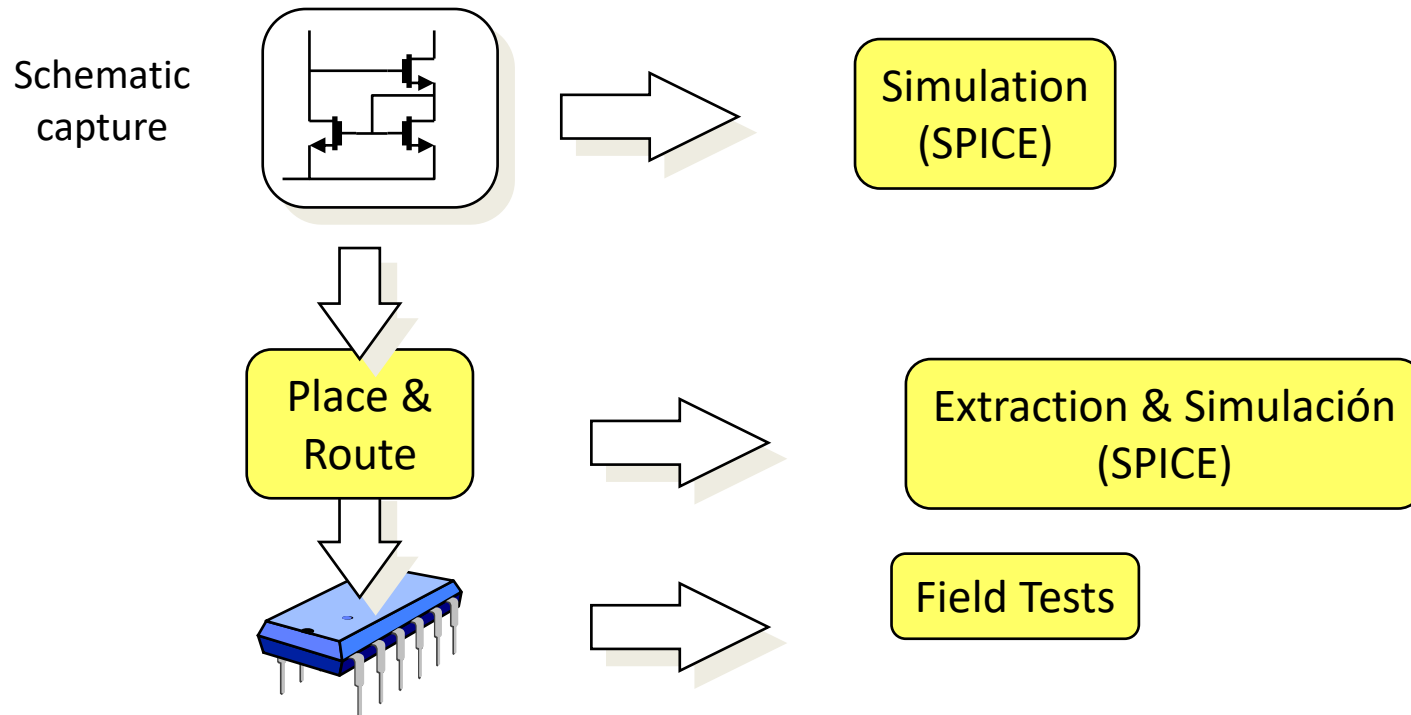 Schematic
capture
Simulation
(SPICE)
Place &
Route
Extraction & Simulación
(SPICE)
Field Tests